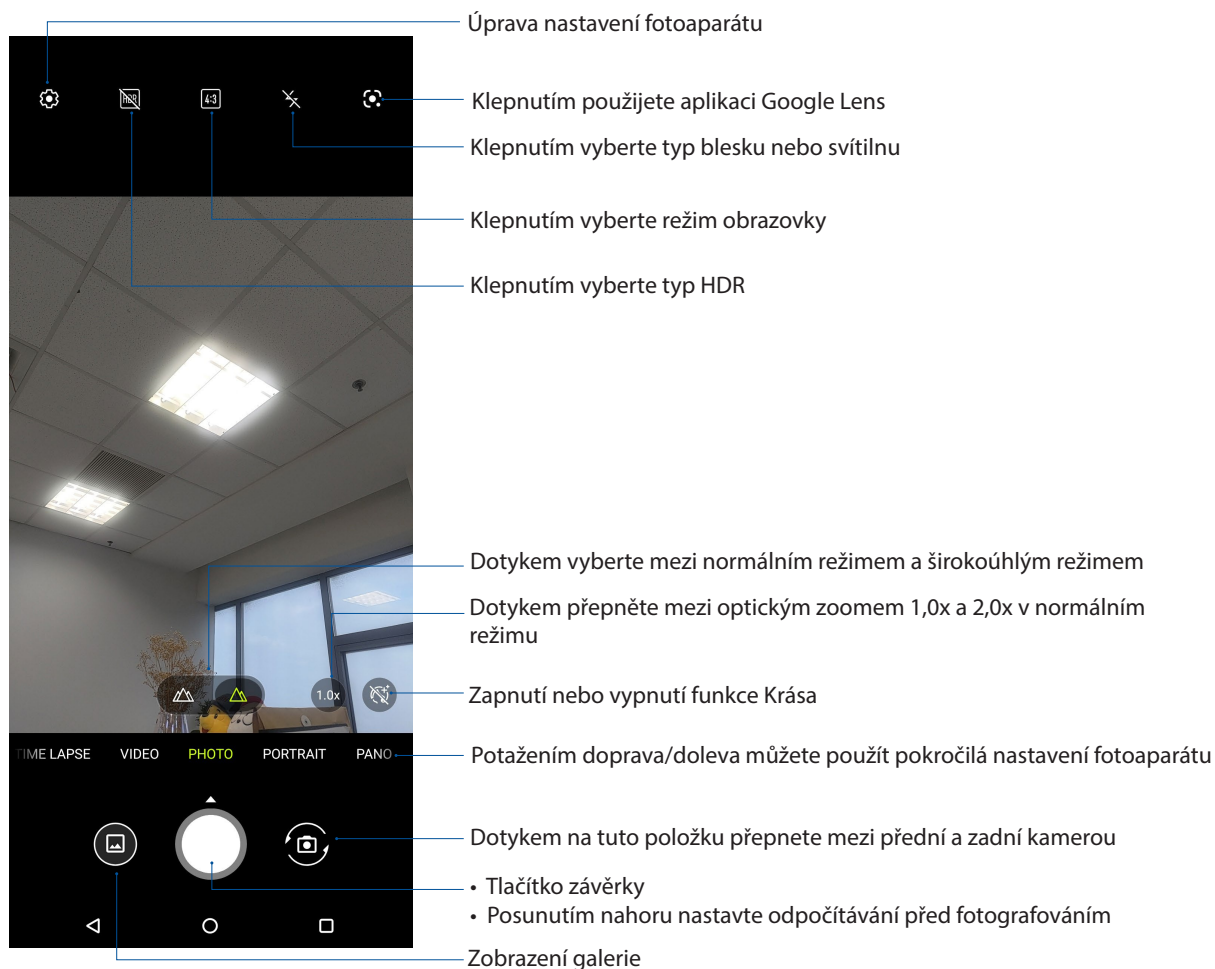 Úprava nastavení fotoaparátu
HDR
4:3
Klepnutím použijete aplikaci Google Lens
Klepnutím vyberte typ blesku nebo svítilnu
Klepnutím vyberte režim obrazovky
Klepnutím vyberte typ HDR
Dotykem vyberte mezi normálním režimem a širokoúhlým režimem
Dotykem přepněte mezi optickým zoomem 1,0x a 2,0x v normálním
režimu
1.0x
Zapnutí nebo vypnutí funkce Krása
TIME LAPSE VIDEO PHOTO PORTRAIT PANO
Potažením doprava/doleva můžete použít pokročilá nastavení fotoaparátu
Dotykem na tuto položku přepnete mezi přední a zadní kamerou
• Tlačítko závěrky
• Posunutím nahoru nastavte odpočítávání před fotografováním
Zobrazení galerie